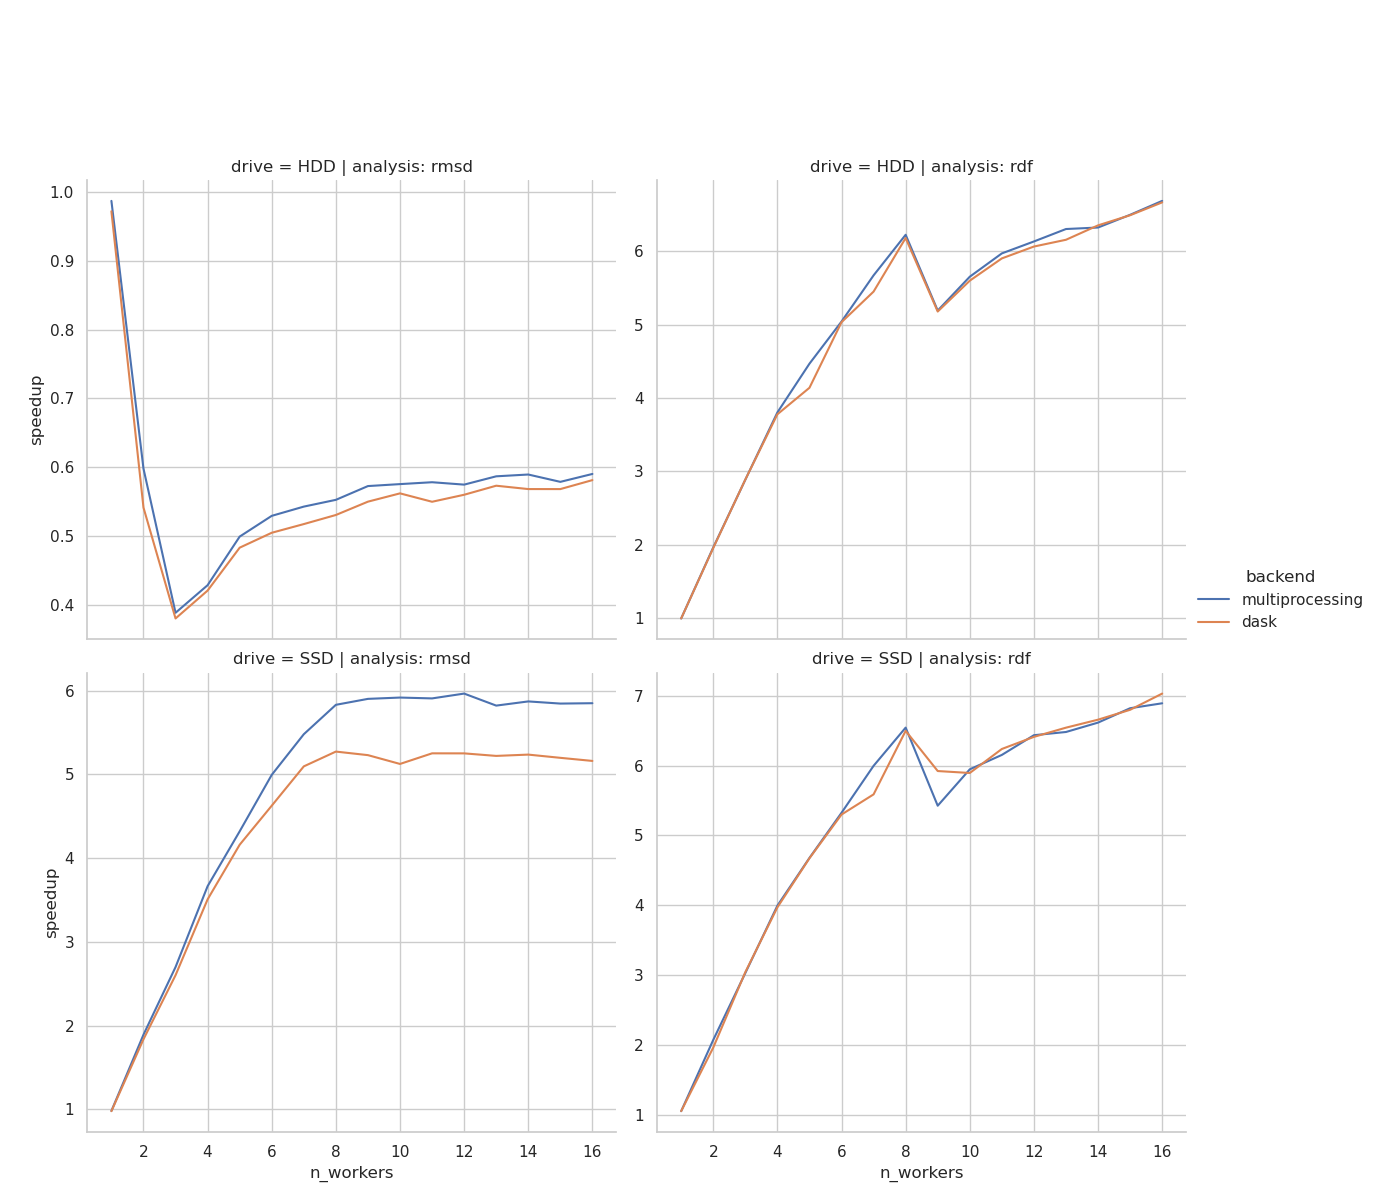 drive = HDD | analysis: rmsd
drive = HDD | analysis: rdf
1.0
0.9
0.8
0.7
0.6
0.5
0.4
speedup
6
5
4
3
2
1
backend
multiprocessing
dask
drive = SSD | analysis: rmsd
drive = SSD | analysis: rdf
6
5
4
3
2
1
speedup
2 4 6 8 10 12 14 16
n_workers
7
6
5
4
3
2
1
2 4 6 8 10 12 14 16
n_workers